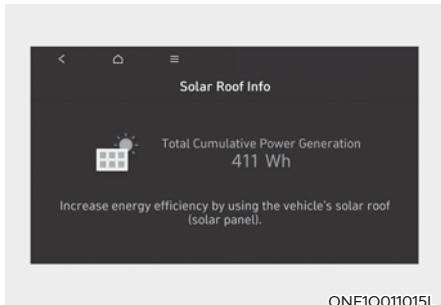 Solar Roof Info
Total Cumulative Power Generation
411 Wh
Increase energy efficiency by using the vehicle's solar roof
(solar panel).
ONE1Q011015L